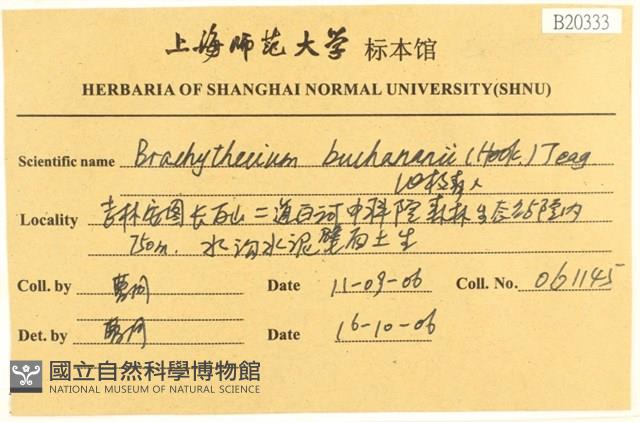 B20333
上海师范大学 标本馆
HERBARIA OF SHANGHAI NORMAL UNIVERSITY(SHNU)
Scientific name Brachythecium buchananii (Hook.) Jaeg
Locality 吉林安图长白山二道白河中科院森林生态站院内
750m. 水沟水泥壁面土生
Coll. by Date 11-09-06 Coll. No. 061145
Det. by Date 16-10-06
國立自然科學博物館
NATIONAL MUSEUM OF NATURAL SCIENCE